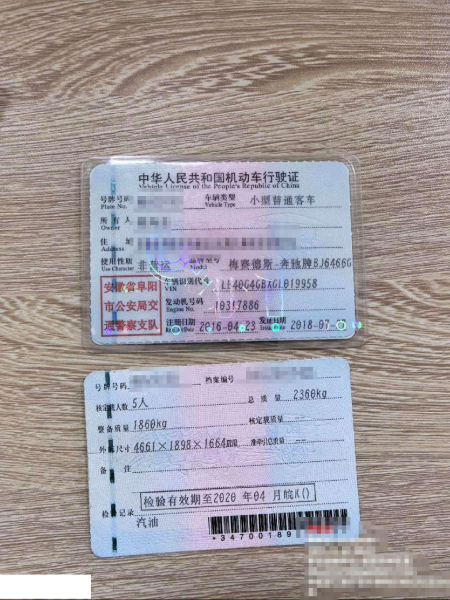 中华人民共和国机动车行驶证
Vehicle License of the People's Republic of China
号牌号码 车辆类型 小型普通客车
Plate No. Vehicle Type
所有人
Owner
住址
Address
使用性质 非营运 品牌型号 梅赛德斯-奔驰牌BJ6466G
Use Character Model
安徽省阜阳
市公安局交
通警察支队
车辆识别代号
VIN
发动机号码 10317886
Engine No.
注册日期 2016-04-23 发证日期 2018-07-
Issue Date
号牌号码 档案编号
核定载人数 5人 总质量 2360kg
整备质量 1860kg 核定载质量 --
外廓尺寸 4661×1898×1664 准牵引总质量 --
备注
检验有效期至2020 年04 月皖K()
检验记录
汽油
*34700189